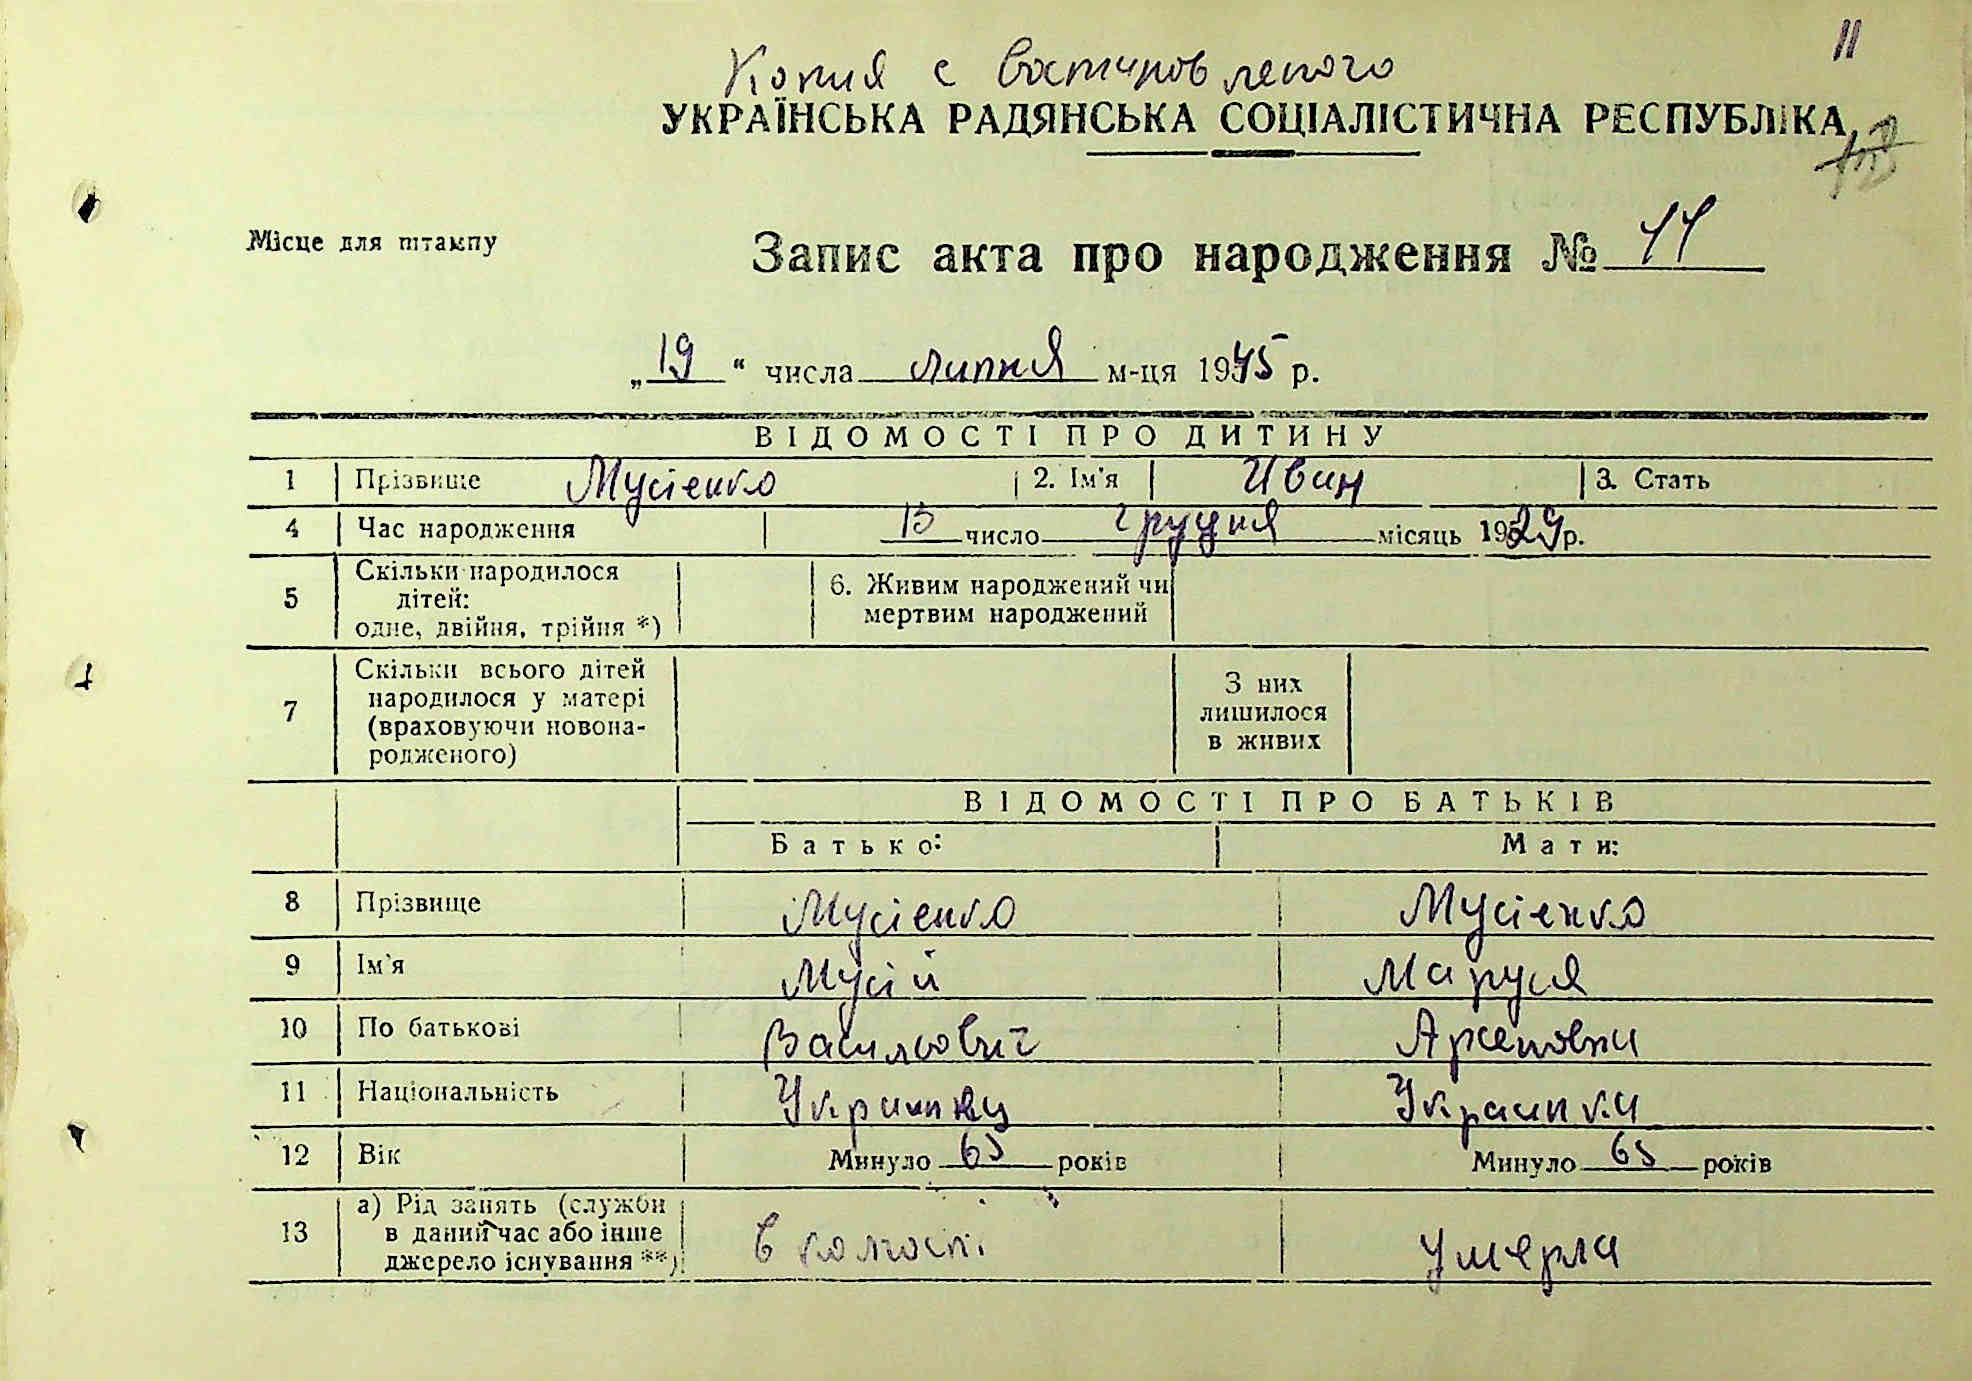 11
Копия с востановленого
УКРАЇНСЬКА РАДЯНСЬКА СОЦІАЛІСТИЧНА РЕСПУБЛІКА
Місце для штампу
Запис акта про народження № 11
„19“ числа липня м-ця 1945 р.
ВІДОМОСТІ ПРО ДИТИНУ
1 Прізвище Мусієнко 2. Ім'я Иван 3. Стать
4 Час народження число грудня місяць 1929 р.
5 Скільки народилося дітей: одне, двійня, трійня *) 6. Живим народжений чи мертвим народжений
7 Скільки всього дітей народилося у матері (враховуючи новонародженого) З них лишилося в живих
ВІДОМОСТІ ПРО БАТЬКІВ
Батько: Мати:
8 Прізвище Мусієнко Мусієнко
9 Ім'я Мусій Маруся
10 По батькові Васильович
11 Національність Украинец Украинка
12 Вік Минуло 65 років Минуло 65 років
13 а) Рід занять (служби в даний час або інше джерело існування **) в колгоспі Умерла